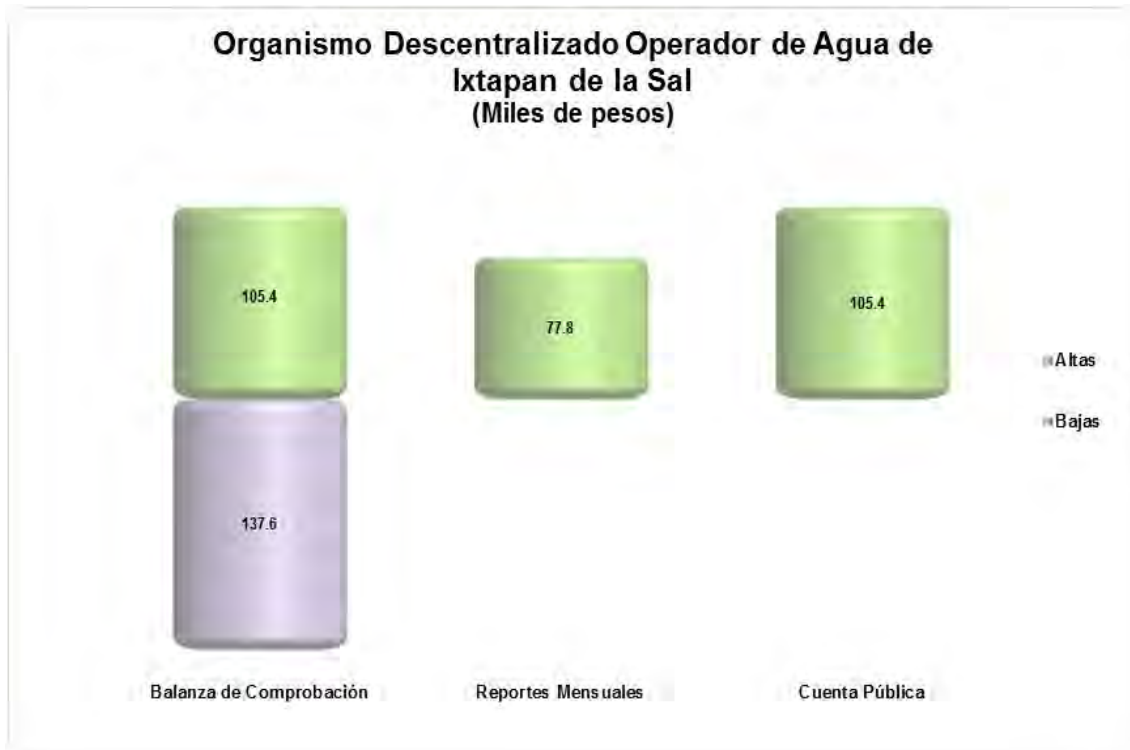 Organismo Descentralizado Operador de Agua de
Ixtapan de la Sal
(Miles de pesos)
105.4
77.8
105.4
137.6
Altas
Bajas
Balanza de Comprobación
Reportes Mensuales
Cuenta Pública